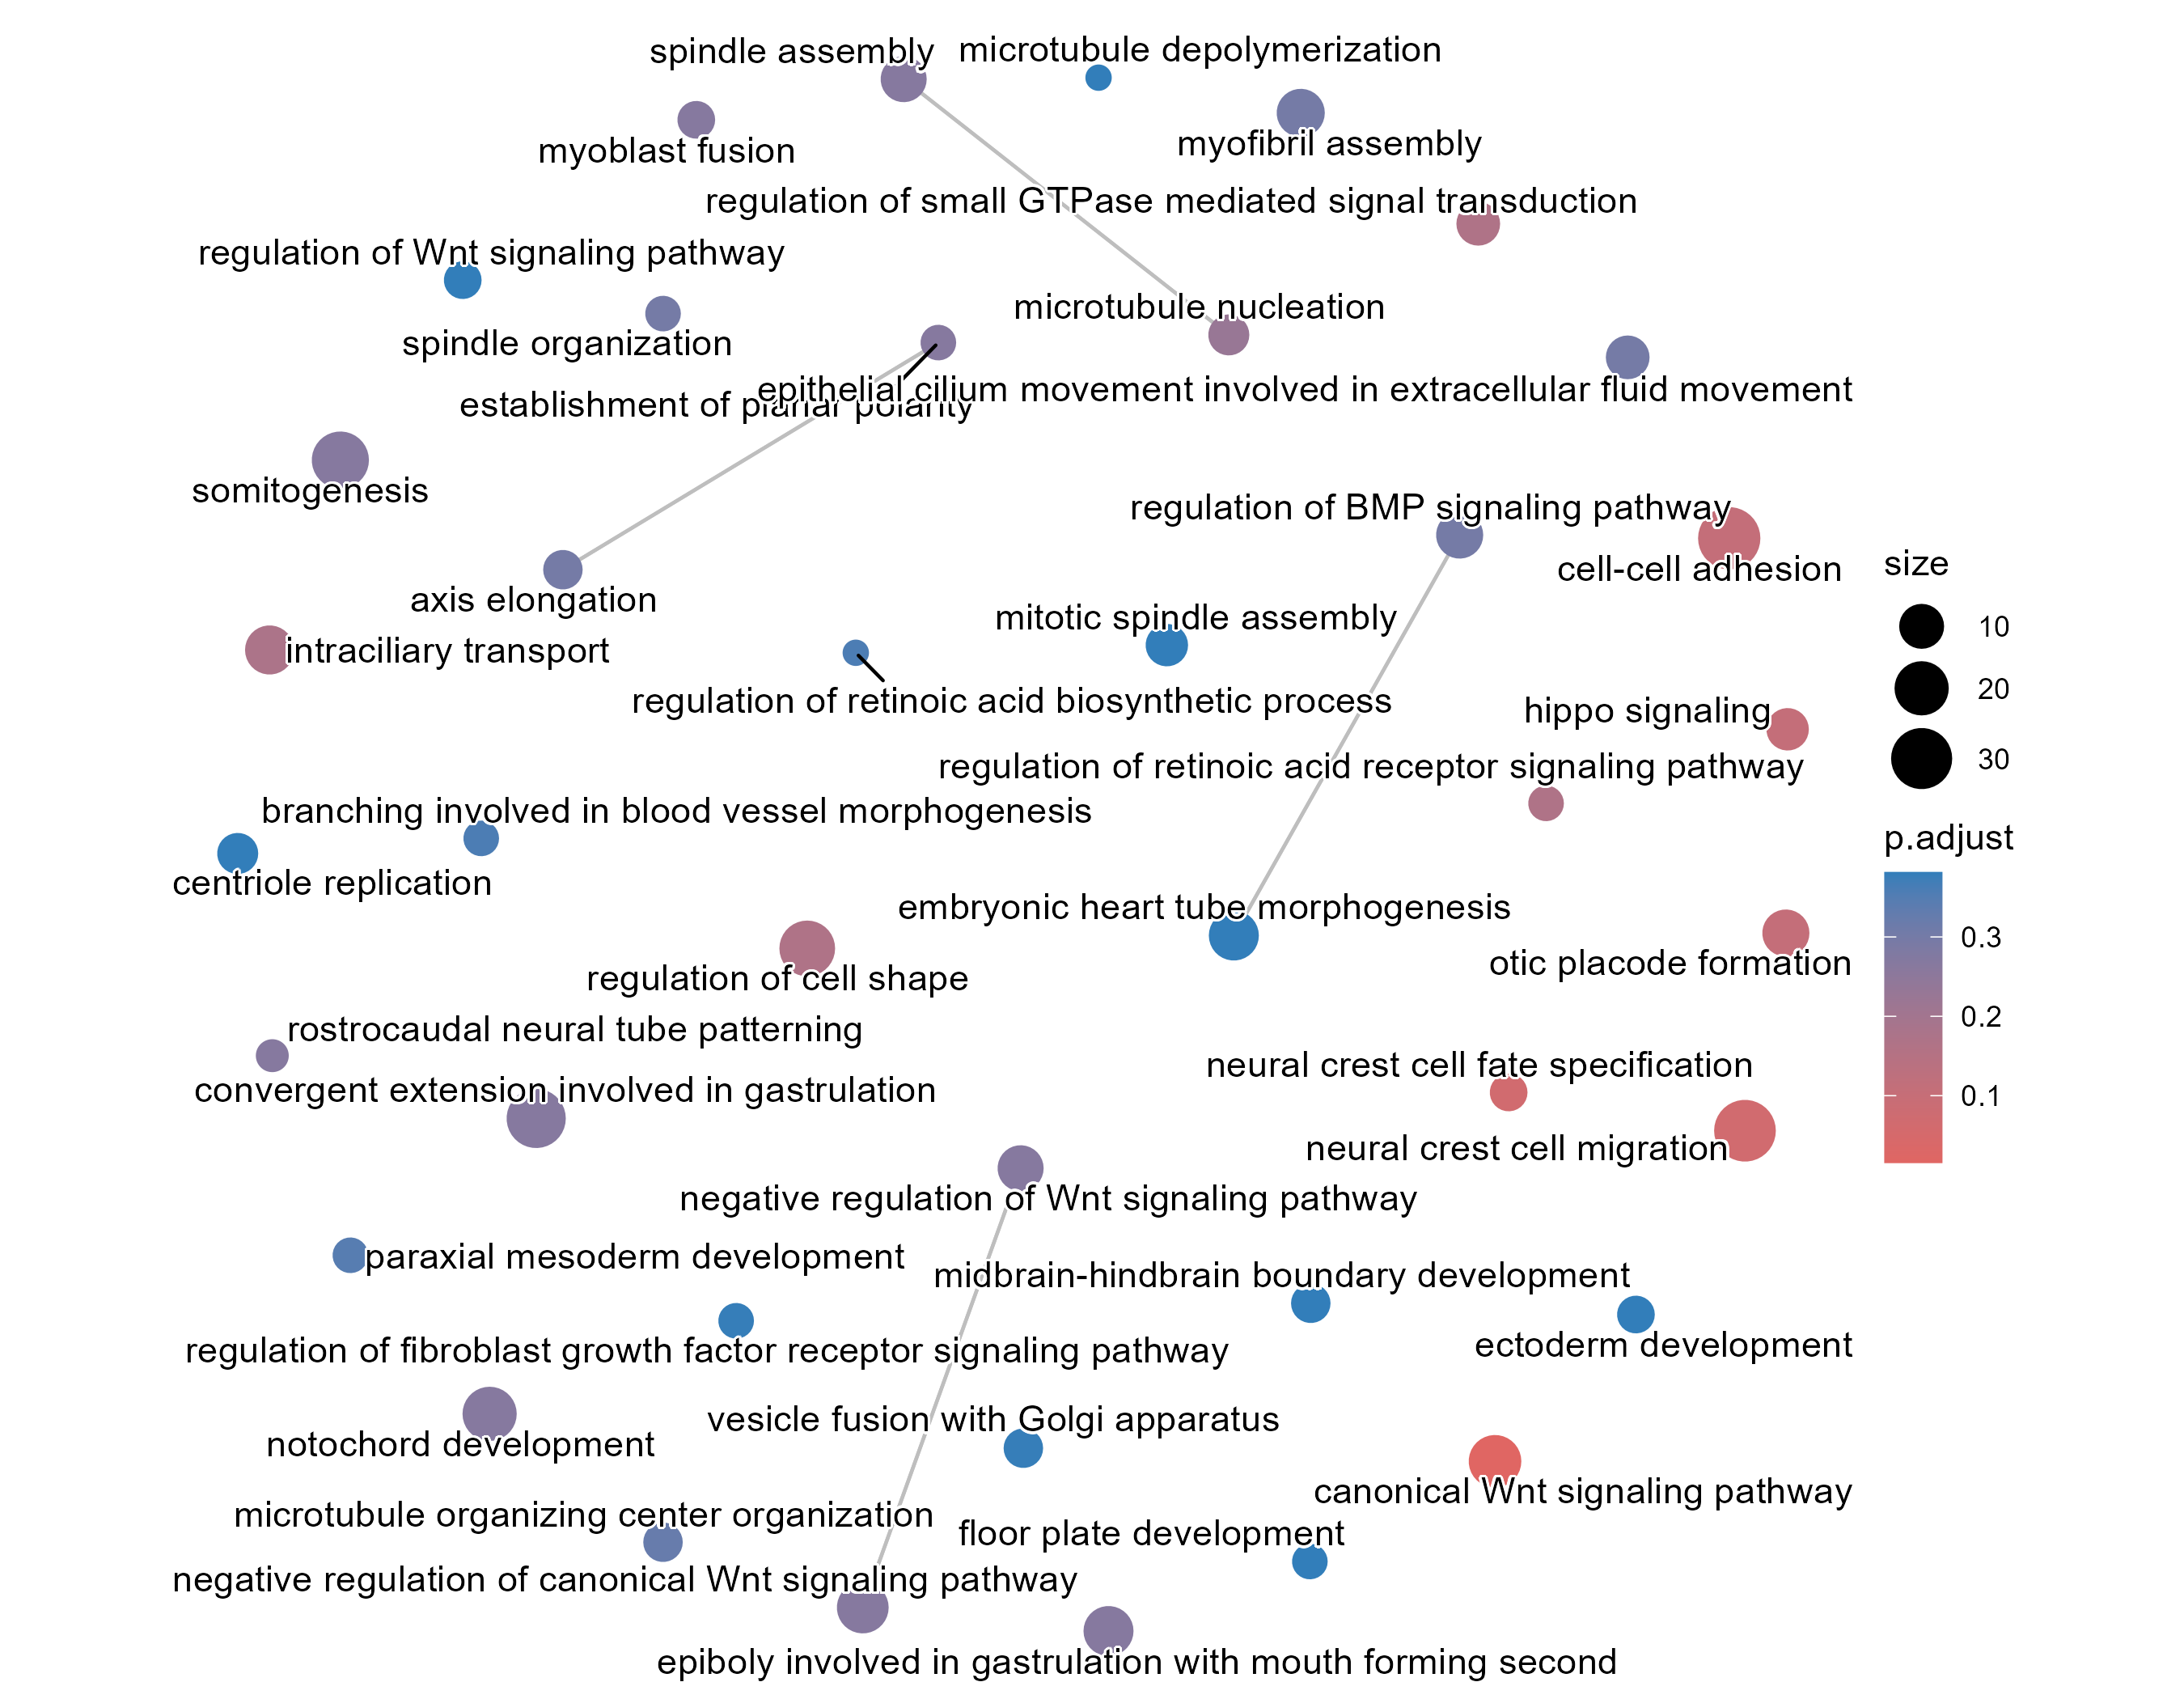 spindle assembly
microtubule depolymerization
myoblast fusion
myofibril assembly
regulation of small GTPase mediated signal transduction
regulation of Wnt signaling pathway
microtubule nucleation
spindle organization
epithelial cilium movement involved in extracellular fluid movement
establishment of planar polarity
somitogenesis
regulation of BMP signaling pathway
cell-cell adhesion
size
axis elongation
mitotic spindle assembly
10
intraciliary transport
20
regulation of retinoic acid biosynthetic process
hippo signaling
30
regulation of retinoic acid receptor signaling pathway
branching involved in blood vessel morphogenesis
p.adjust
centriole replication
embryonic heart tube morphogenesis
0.3
otic placode formation
regulation of cell shape
0.2
rostrocaudal neural tube patterning
neural crest cell fate specification
convergent extension involved in gastrulation
0.1
neural crest cell migration
negative regulation of Wnt signaling pathway
paraxial mesoderm development
midbrain-hindbrain boundary development
ectoderm development
regulation of fibroblast growth factor receptor signaling pathway
vesicle fusion with Golgi apparatus
notochord development
canonical Wnt signaling pathway
microtubule organizing center organization
floor plate development
negative regulation of canonical Wnt signaling pathway
epiboly involved in gastrulation with mouth forming second